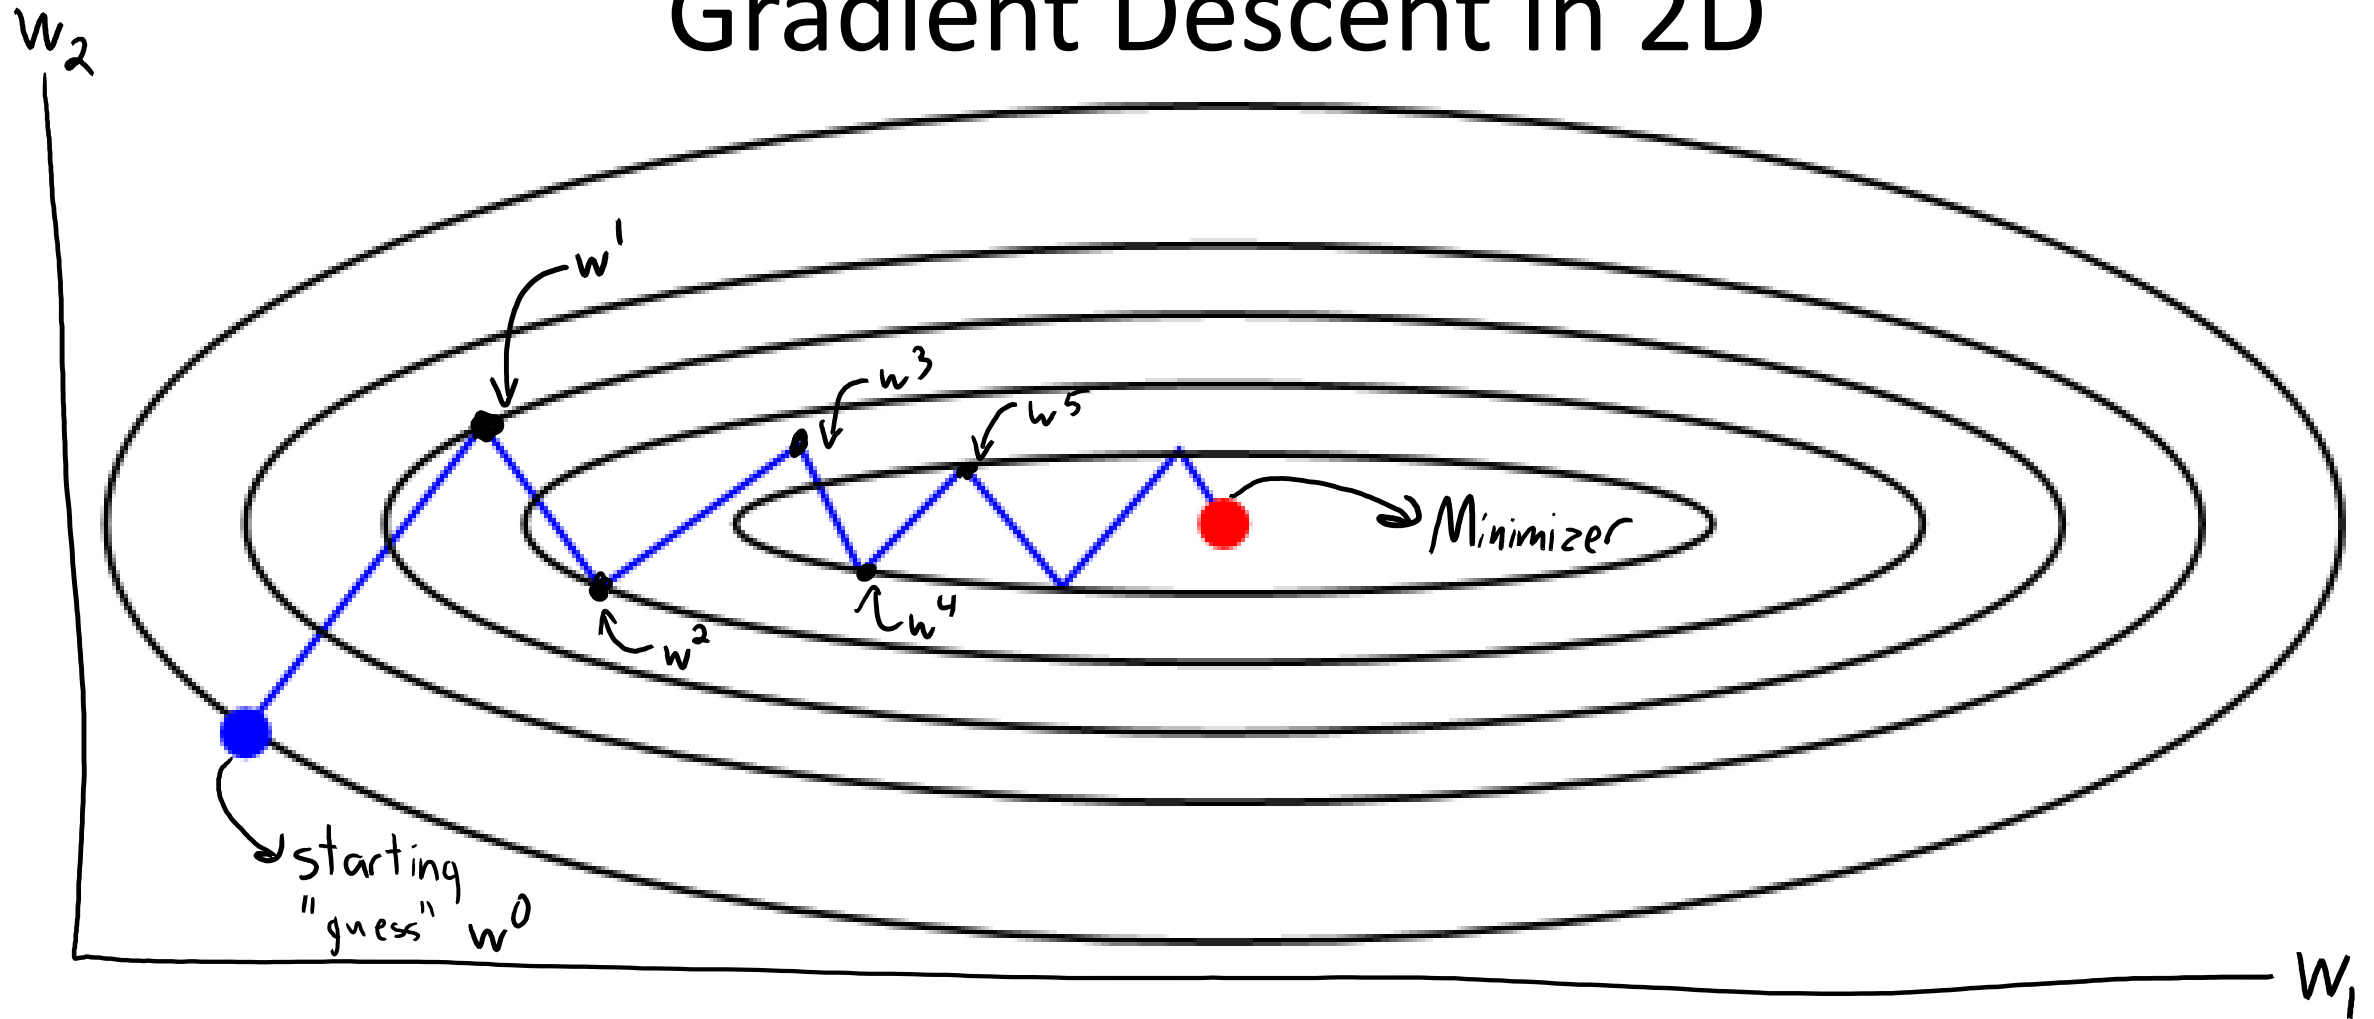 Gradient Descent in 2D
w₂
w¹
w³
w⁵
Minimizer
w⁴
w²
starting
"guess" w⁰
w₁